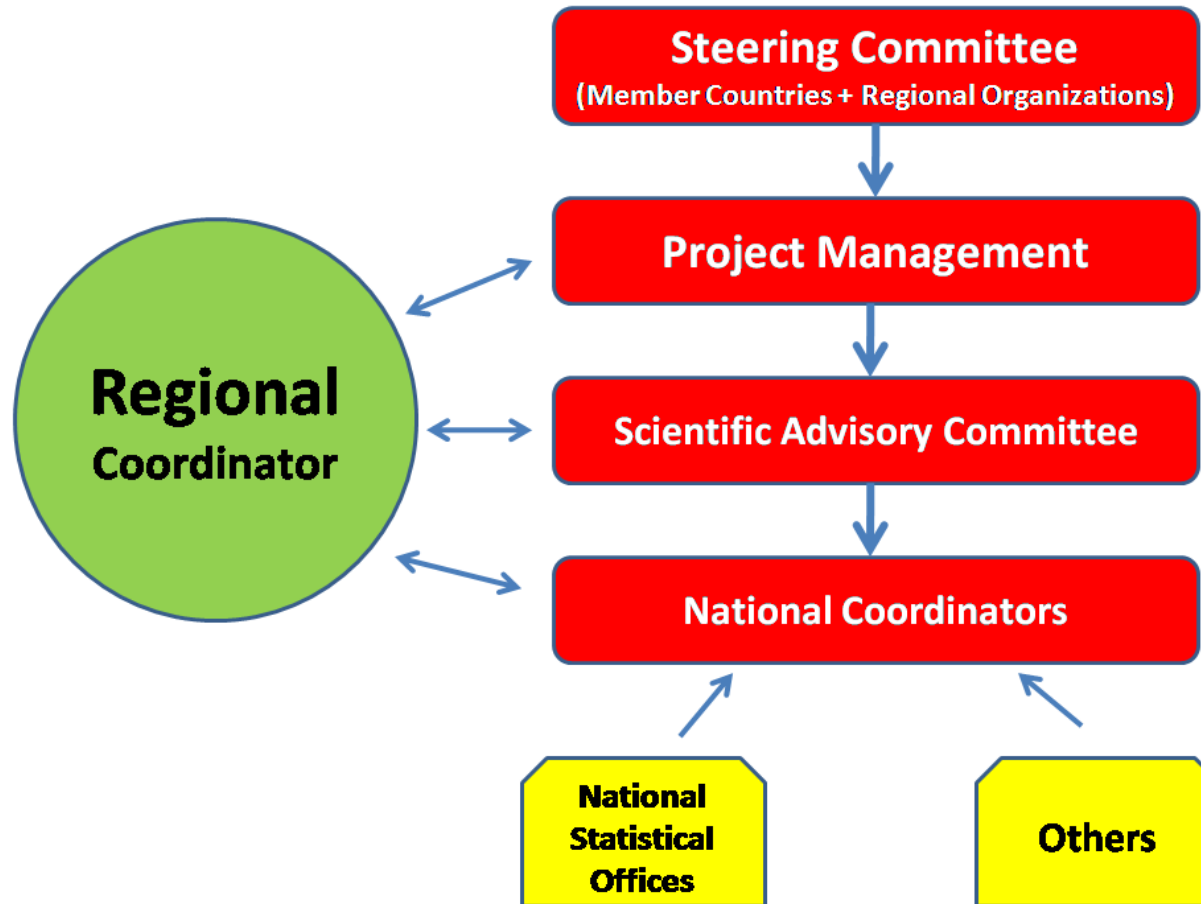 Steering Committee
(Member Countries + Regional Organizations)
Project Management
Regional
Coordinator
Scientific Advisory Committee
National Coordinators
National
Statistical
Offices
Others